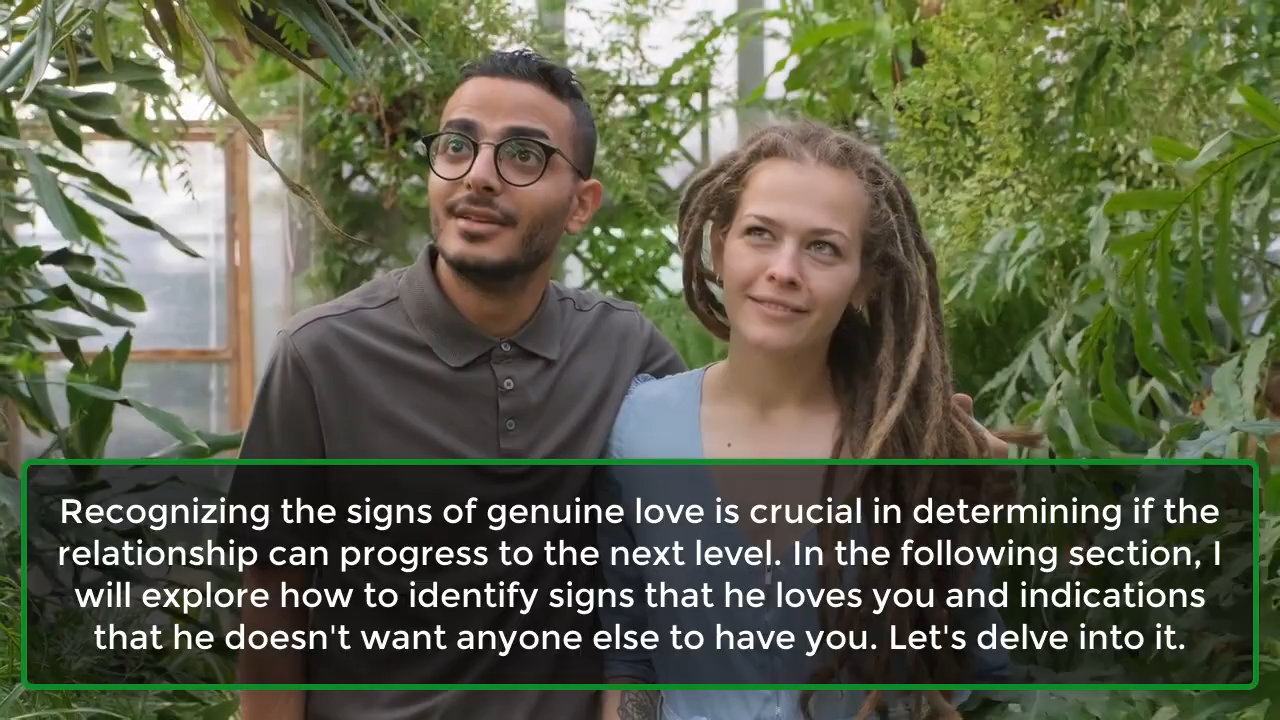 Recognizing the signs of genuine love is crucial in determining if the
relationship can progress to the next level. In the following section, I
will explore how to identify signs that he loves you and indications
that he doesn't want anyone else to have you. Let's delve into it.